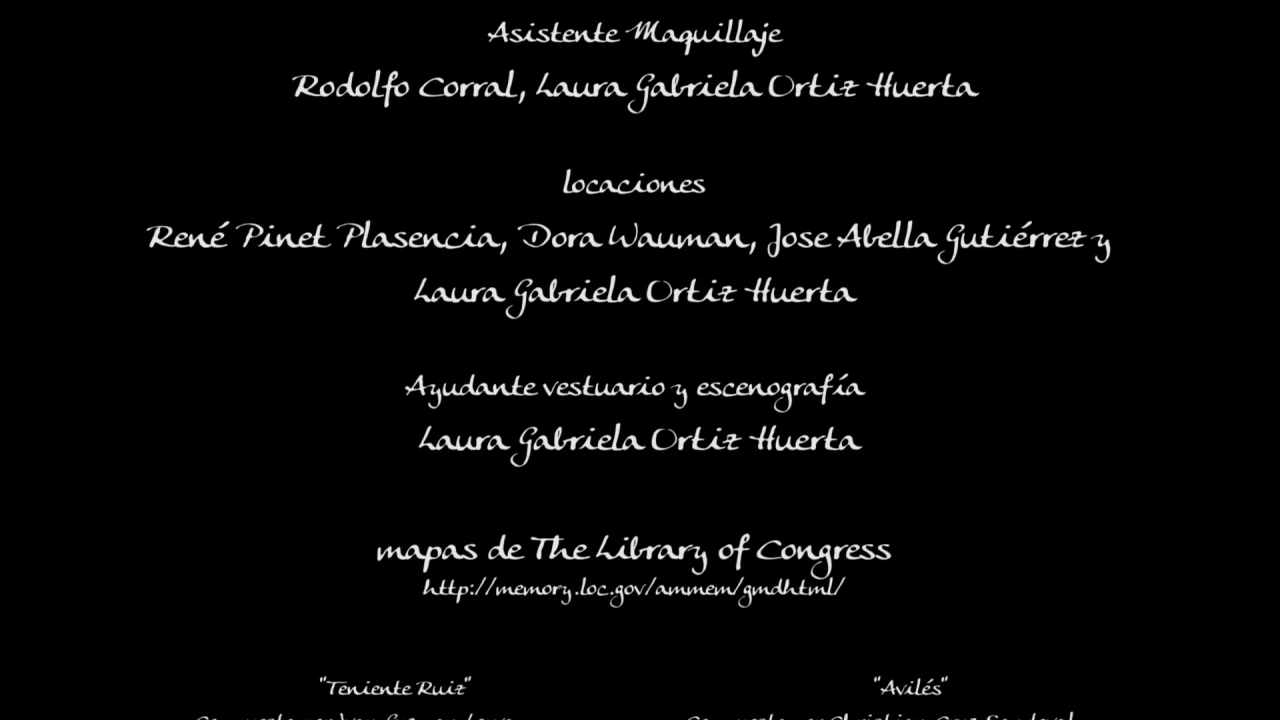 Asistente Maquillaje
Rodolfo Corral, Laura Gabriela Ortiz Huerta
locaciones
René Pinet Plasencia, Dora Wauman, Jose Abella Gutiérrez y
Laura Gabriela Ortiz Huerta
Ayudante vestuario y escenografía
Laura Gabriela Ortiz Huerta
mapas de The Library of Congress
http://memory.loc.gov/ammem/gmdhtml/
"Teniente Ruiz" "Avilés"